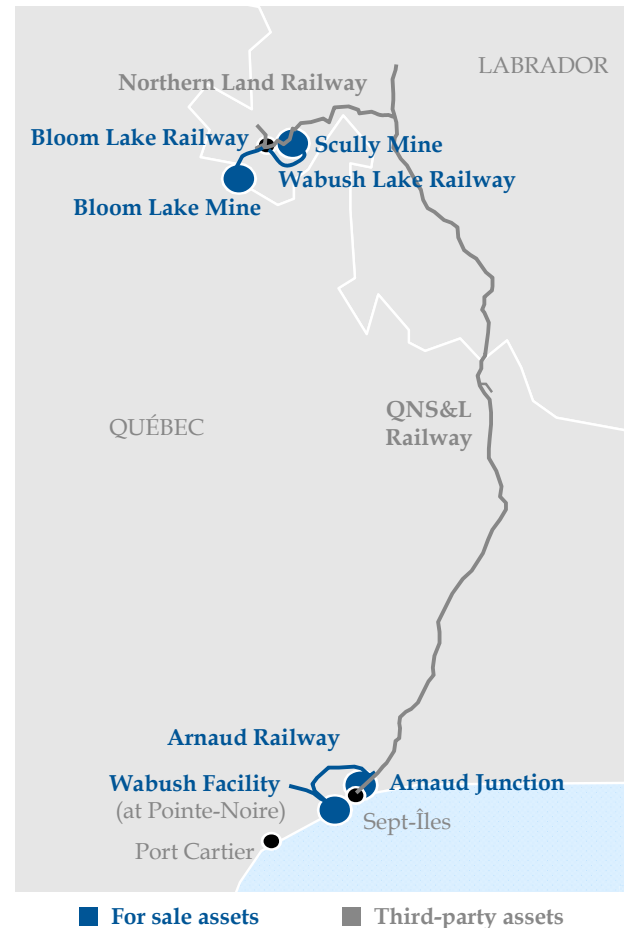 LABRADOR
Northern Land Railway
Bloom Lake Railway
Scully Mine
Wabush Lake Railway
Bloom Lake Mine
QUÉBEC
QNS&L
Railway
Arnaud Railway
Wabush Facility
(at Pointe-Noire)
Arnaud Junction
Sept-Îles
Port Cartier
For sale assets
Third-party assets